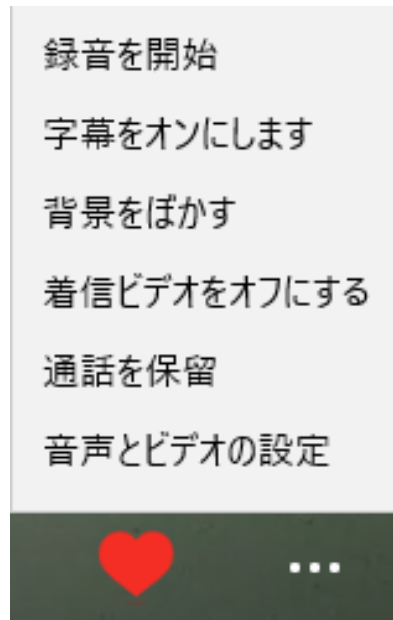 録音を開始
字幕をオンにします
背景をぼかす
着信ビデオをオフにする
通話を保留
音声とビデオの設定